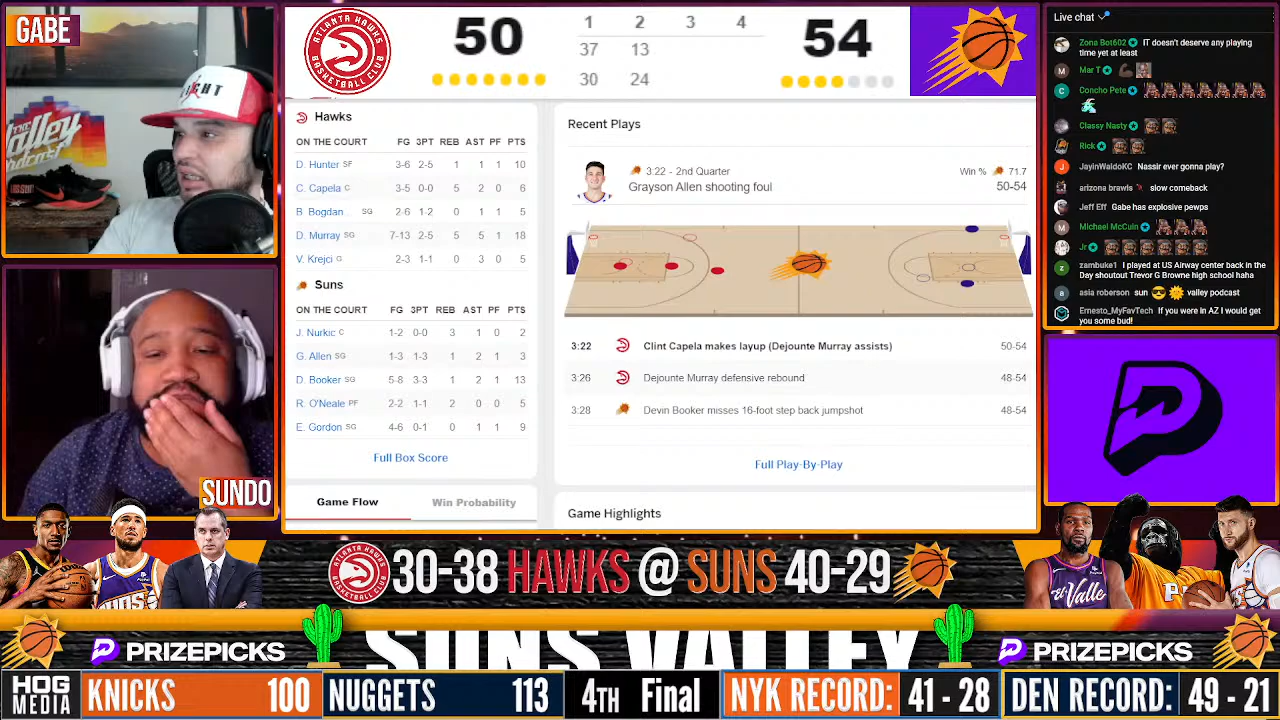 GABE
ATLANTA HAWKS
BASKETBALL CLUB
50
1 2 3 4
37 13
30 24
54
Hawks
ON THE COURT FG 3PT REB AST PF PTS
D. Hunter SF 3-6 2-5 1 1 1 10
C. Capela C 3-5 0-0 5 2 0 6
B. Bogdan SG 2-6 1-2 0 1 1 5
D. Murray SG 7-13 2-5 5 5 1 18
V. Krejci G 2-3 1-1 0 3 0 5
Suns
ON THE COURT FG 3PT REB AST PF PTS
J. Nurkic C 1-2 0-0 3 1 0 2
G. Allen SG 1-3 1-3 1 2 1 3
D. Booker SG 5-8 3-3 1 2 1 13
R. O'Neale PF 2-2 1-1 2 0 0 5
E. Gordon SG 4-6 0-1 0 1 1 9
Full Box Score
Game Flow Win Probability
Recent Plays
3:22 - 2nd Quarter
Grayson Allen shooting foul
Win % 71.7
50-54
3:22 Clint Capela makes layup (Dejounte Murray assists) 50-54
3:26 Dejounte Murray defensive rebound 48-54
3:28 Devin Booker misses 16-foot step back jumpshot 48-54
Full Play-By-Play
Game Highlights
Live chat
Zona Bot602 IT doesn't deserve any playing
time yet at least
Mar T
Concho Pete
Classy Nasty
Rick
JayinWaldoKC Nassir ever gonna play?
arizona brawls slow comeback
Jeff Eff Gabe has explosive pewps
Michael McCuin
Jr
zambuke1 I played at US Airway center back in the
Day shoutout Trevor G Browne high school haha
asia roberson sun valley podcast
Ernesto_MyFavTech If you were in AZ I would get
you some bud!
SUNDO
30-38 HAWKS @ SUNS 40-29
PRIZEPICKS
SUNS VALLEY
PRIZEPICKS
HOG
MEDIA
KNICKS 100 NUGGETS 113 4TH Final NYK RECORD: 41 - 28 DEN RECORD: 49 - 21